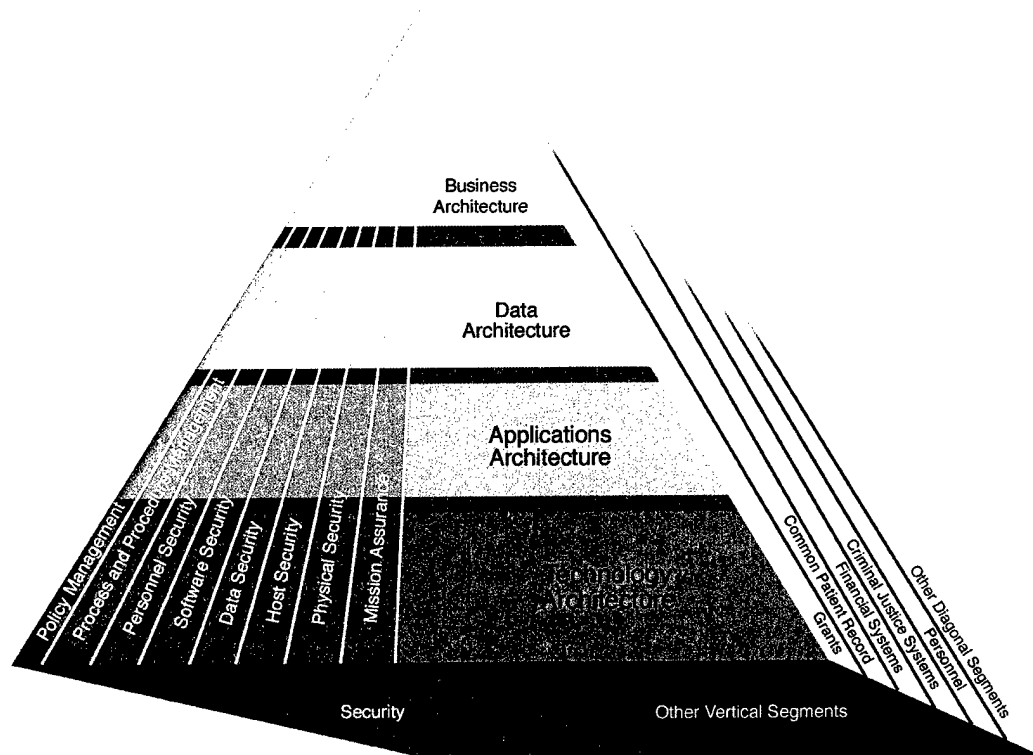 Business
Architecture
Data
Architecture
Applications
Architecture
Technology
Architecture
Policy Management
Process and Procedure Management
Personnel Security
Software Security
Data Security
Host Security
Physical Security
Mission Assurance
Grants
Common Patient Record
Financial Systems
Criminal Justice Systems
Personnel
Other Diagonal Segments
Security
Other Vertical Segments